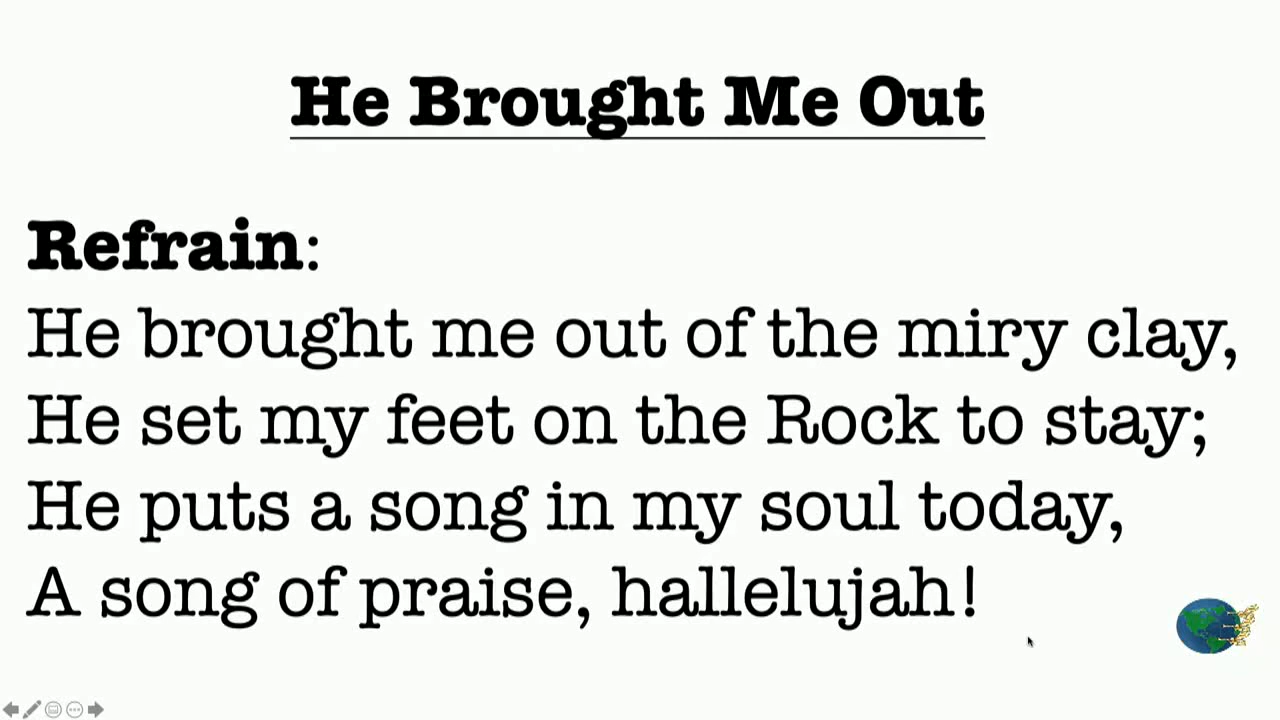 He Brought Me Out
Refrain:
He brought me out of the miry clay,
He set my feet on the Rock to stay;
He puts a song in my soul today,
A song of praise, hallelujah!